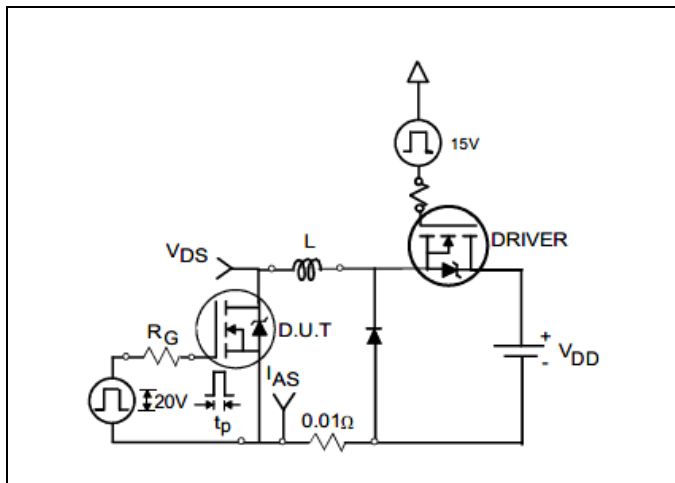 15V
DRIVER
VDS
L
RG
D.U.T
+
VDD
-
IAS
20V
tp
0.01Ω